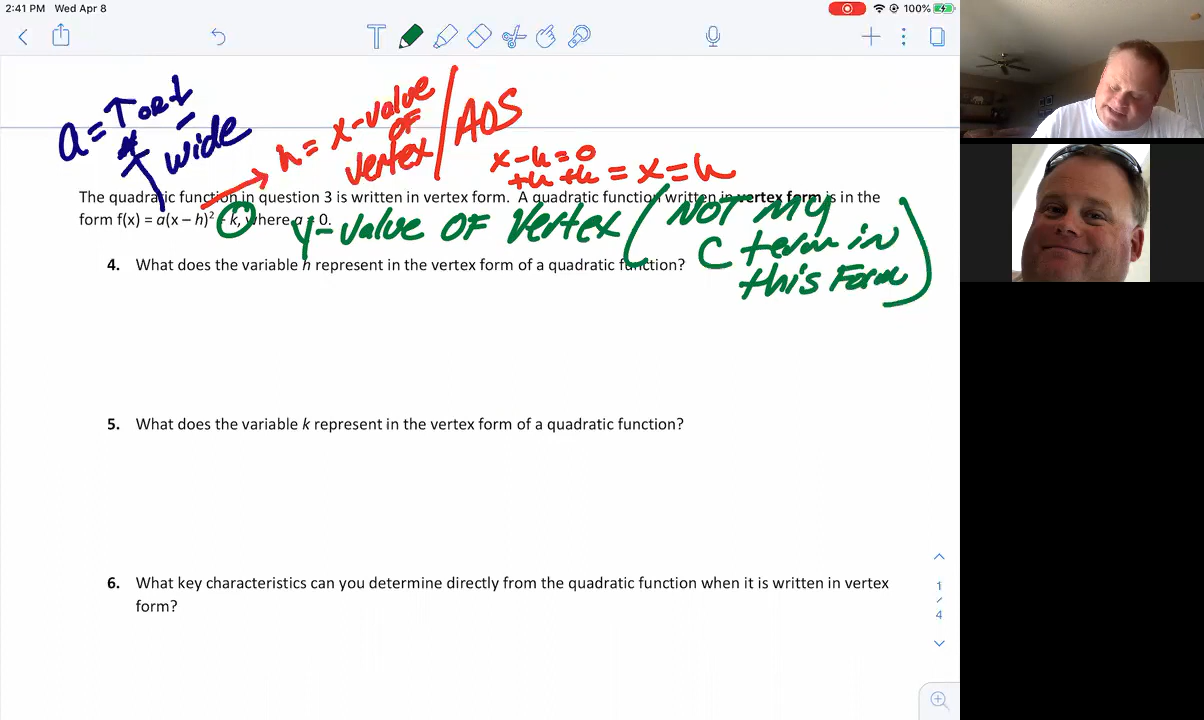 2:41 PM Wed Apr 8
100%
a = ↑ or ↓
wide
h = x-value
of
vertex
AOS
x - h = 0
+h +h = x = h
The quadratic function in question 3 is written in vertex form. A quadratic function written in vertex form is in the
form f(x) = a(x – h)² + k, where a ≠ 0.
y-value OF Vertex (NOT MY
C term in
this Form)
4. What does the variable h represent in the vertex form of a quadratic function?
5. What does the variable k represent in the vertex form of a quadratic function?
6. What key characteristics can you determine directly from the quadratic function when it is written in vertex
form?
1
/
4